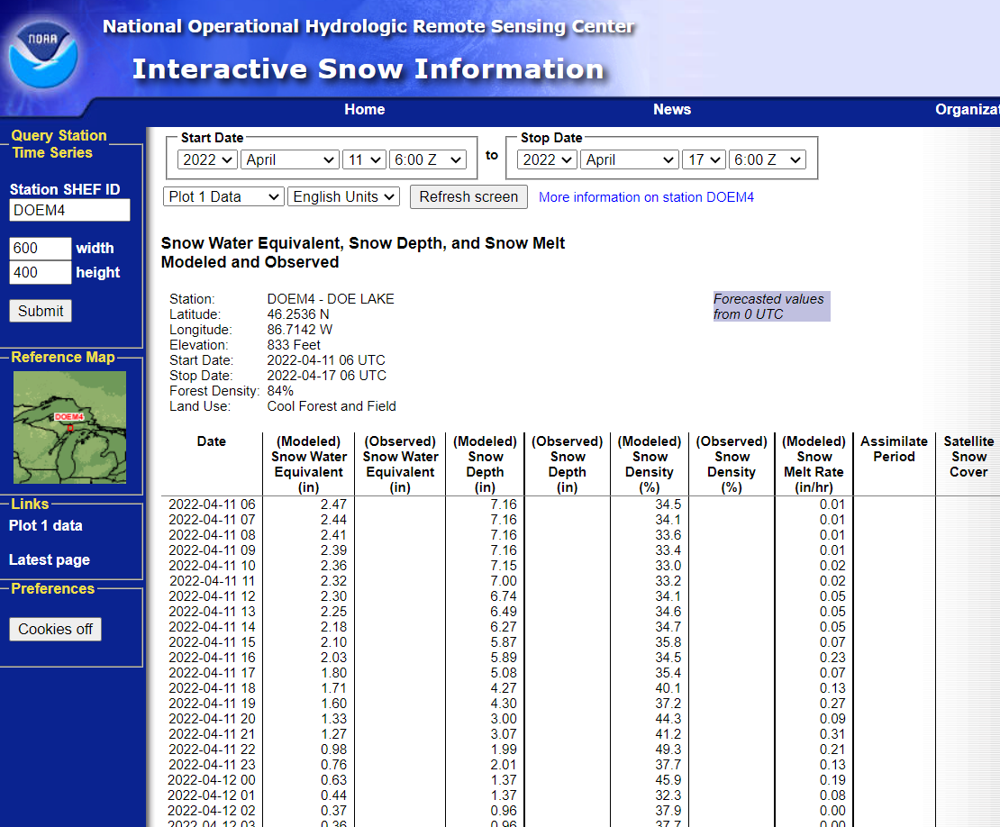 NOAA
National Operational Hydrologic Remote Sensing Center
Interactive Snow Information
Home News Organizat
Query Station
Time Series
Station SHEF ID
DOEM4
600 width
400 height
Submit
Reference Map
DOEM4
Links
Plot 1 data
Latest page
Preferences
Cookies off
Start Date
2022 April 11 6:00 Z
to
Stop Date
2022 April 17 6:00 Z
Plot 1 Data English Units Refresh screen More information on station DOEM4
Snow Water Equivalent, Snow Depth, and Snow Melt
Modeled and Observed
Station: DOEM4 - DOE LAKE
Latitude: 46.2536 N
Longitude: 86.7142 W
Elevation: 833 Feet
Start Date: 2022-04-11 06 UTC
Stop Date: 2022-04-17 06 UTC
Forest Density: 84%
Land Use: Cool Forest and Field
Forecasted values
from 0 UTC
Date (Modeled) (Observed) (Modeled) (Observed) (Modeled) (Observed) (Modeled) Assimilate Satellite
Snow Water Snow Water Snow Snow Snow Snow Snow Period Snow
Equivalent Equivalent Depth Depth Density Density Melt Rate Cover
(in) (in) (in) (in) (%) (%) (in/hr)
2022-04-11 06 2.47 7.16 34.5 0.01
2022-04-11 07 2.44 7.16 34.1 0.01
2022-04-11 08 2.41 7.16 33.6 0.01
2022-04-11 09 2.39 7.16 33.4 0.01
2022-04-11 10 2.36 7.15 33.0 0.02
2022-04-11 11 2.32 7.00 33.2 0.02
2022-04-11 12 2.30 6.74 34.1 0.05
2022-04-11 13 2.25 6.49 34.6 0.05
2022-04-11 14 2.18 6.27 34.7 0.05
2022-04-11 15 2.10 5.87 35.8 0.07
2022-04-11 16 2.03 5.89 34.5 0.23
2022-04-11 17 1.80 5.08 35.4 0.07
2022-04-11 18 1.71 4.27 40.1 0.13
2022-04-11 19 1.60 4.30 37.2 0.27
2022-04-11 20 1.33 3.00 44.3 0.09
2022-04-11 21 1.27 3.07 41.2 0.31
2022-04-11 22 0.98 1.99 49.3 0.21
2022-04-11 23 0.76 2.01 37.7 0.13
2022-04-12 00 0.63 1.37 45.9 0.19
2022-04-12 01 0.44 1.37 32.3 0.08
2022-04-12 02 0.37 0.96 37.9 0.00
2022-04-12 03 0.36 0.96 37.7 0.00